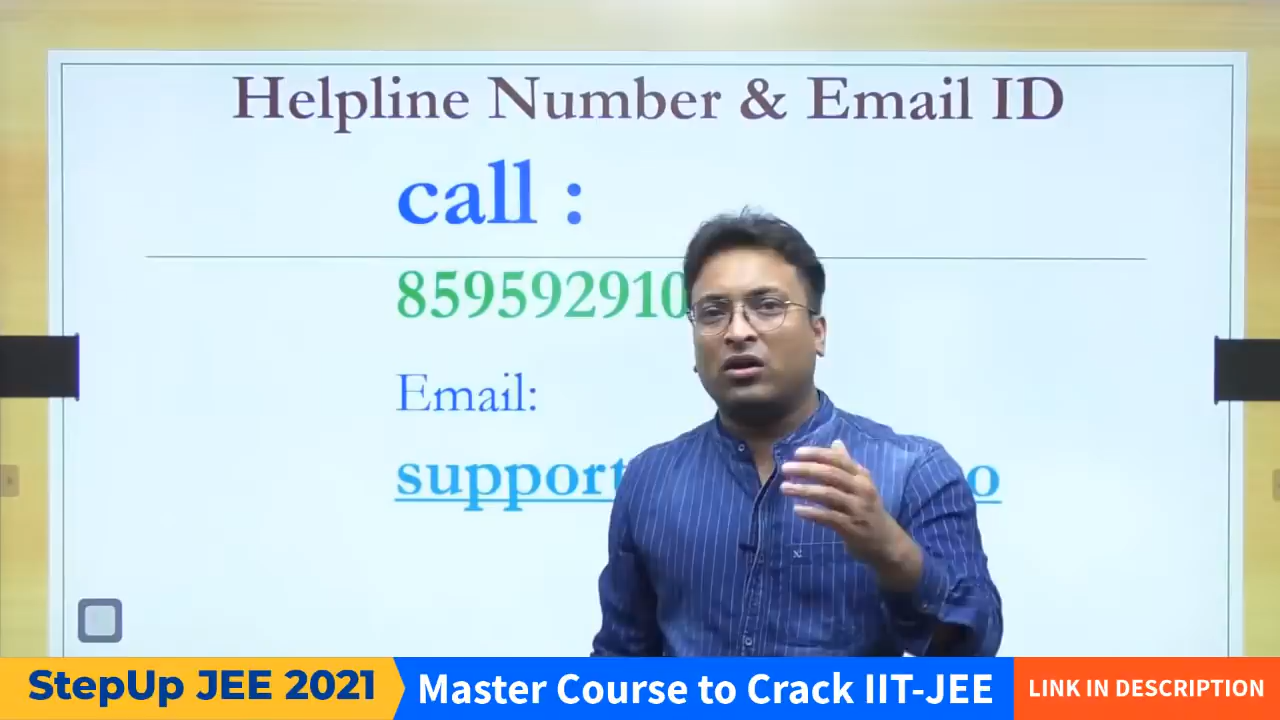 Helpline Number & Email ID
call :
859592910
Email:
support
StepUp JEE 2021
Master Course to Crack IIT-JEE
LINK IN DESCRIPTION